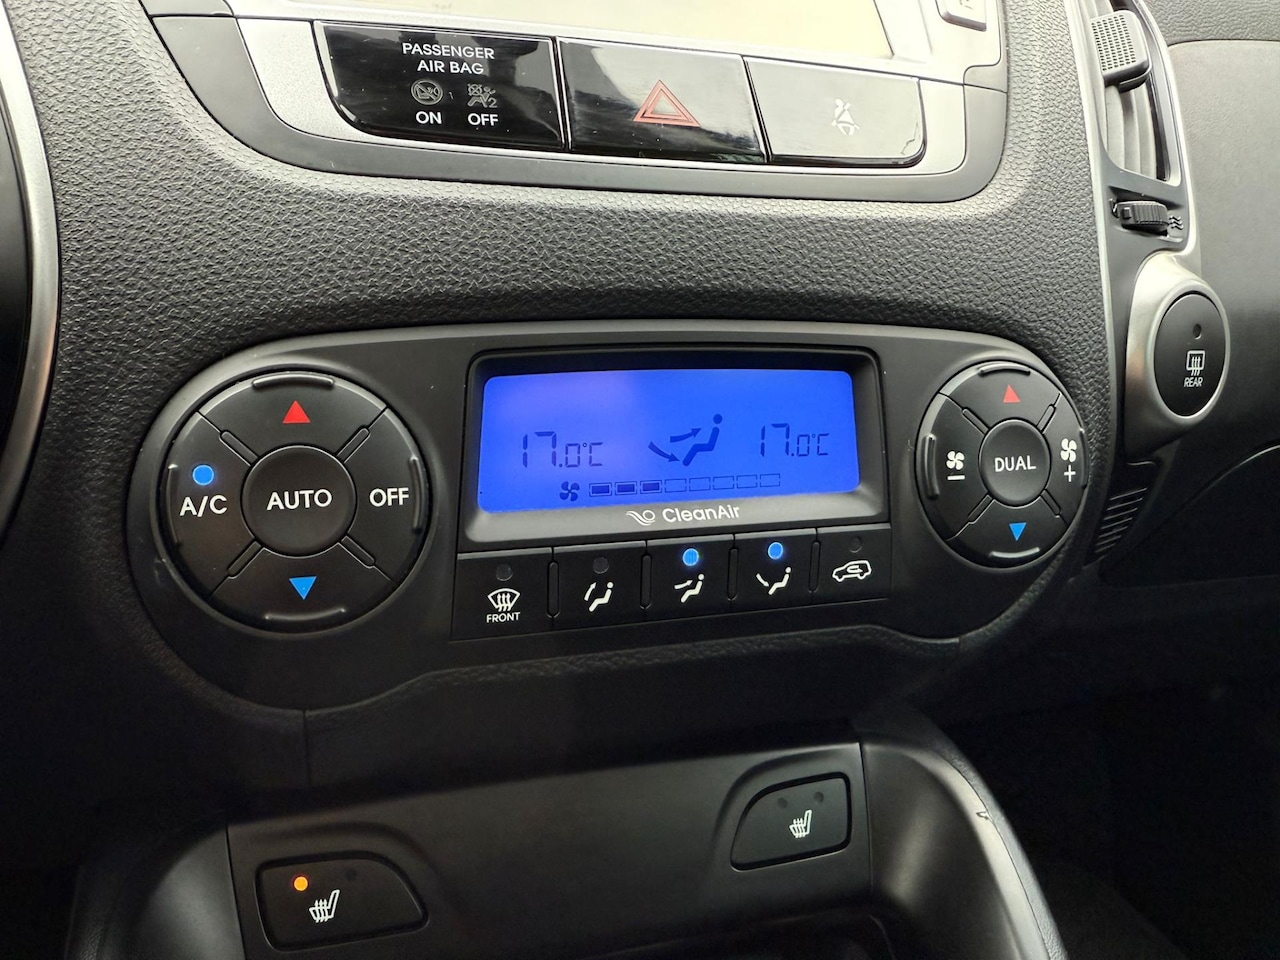 PASSENGER
AIR BAG
ON OFF
17.0°C 17.0°C
CleanAir
A/C AUTO OFF
DUAL
FRONT
REAR